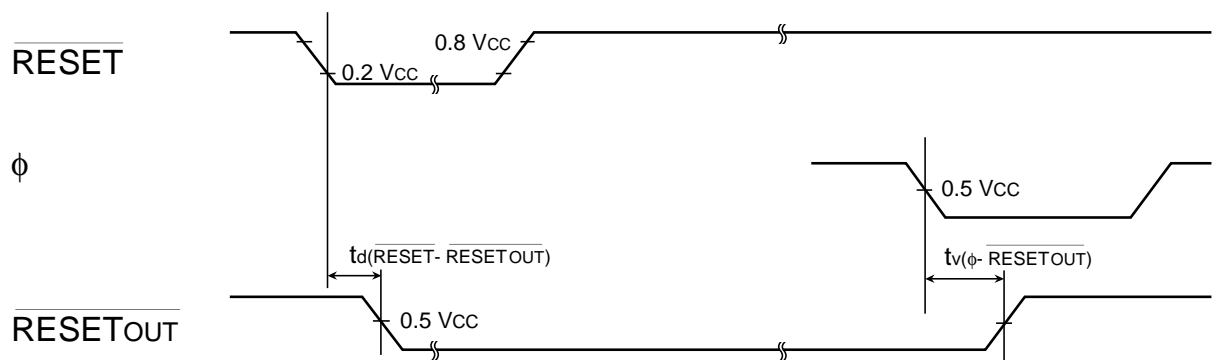 RESET
0.8 VCC
0.2 VCC
ϕ
0.5 VCC
td(RESET- RESETOUT)
tv(ϕ- RESETOUT)
RESETOUT
0.5 VCC